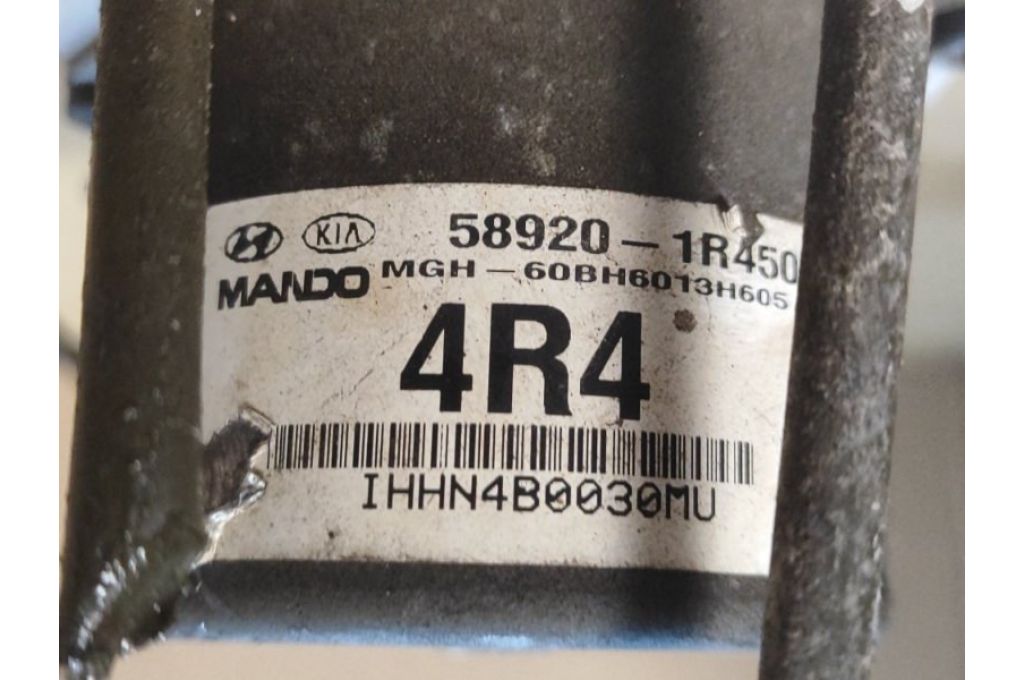 KIA 58920-1R450
MANDO MGH-60BH6013H605
4R4
IHHN4B0030MU